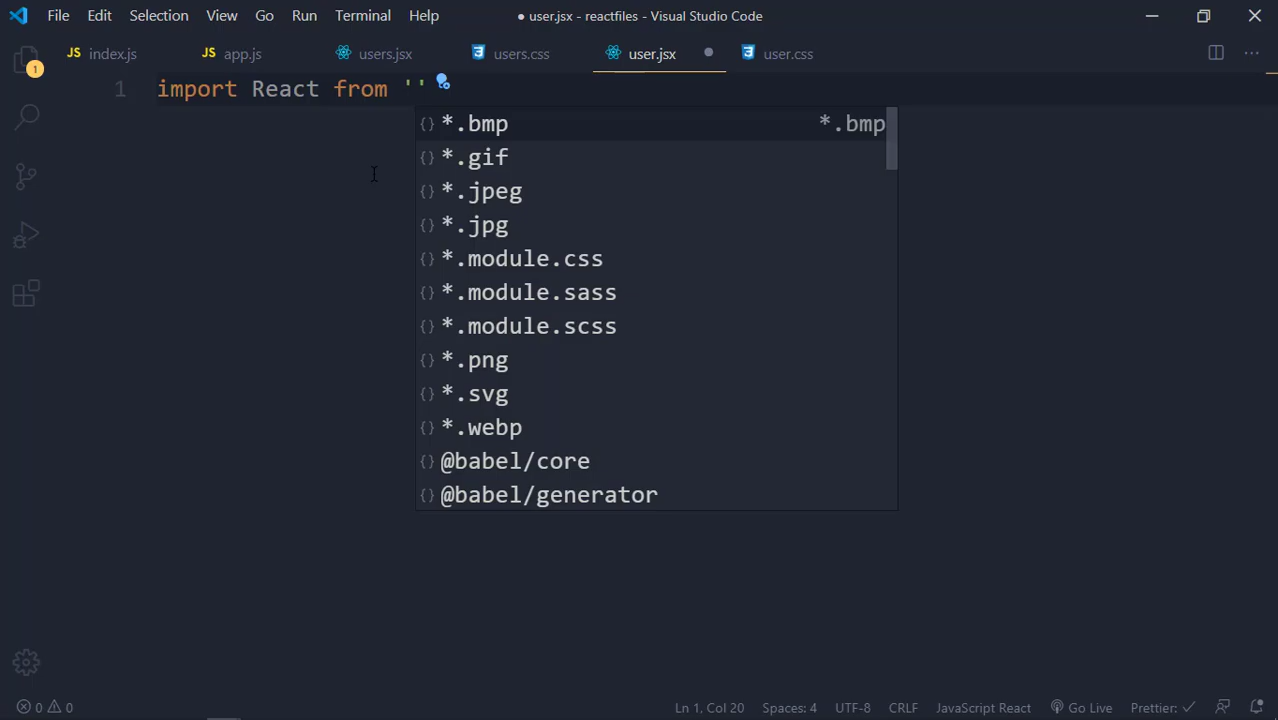 File Edit Selection View Go Run Terminal Help
● user.jsx - reactfiles - Visual Studio Code
JS index.js
JS app.js
users.jsx
users.css
user.jsx
user.css
1
1 import React from ''
*.bmp *.bmp
*.gif
*.jpeg
*.jpg
*.module.css
*.module.sass
*.module.scss
*.png
*.svg
*.webp
@babel/core
@babel/generator
0 0 Ln 1, Col 20 Spaces: 4 UTF-8 CRLF JavaScript React Go Live Prettier: ✓